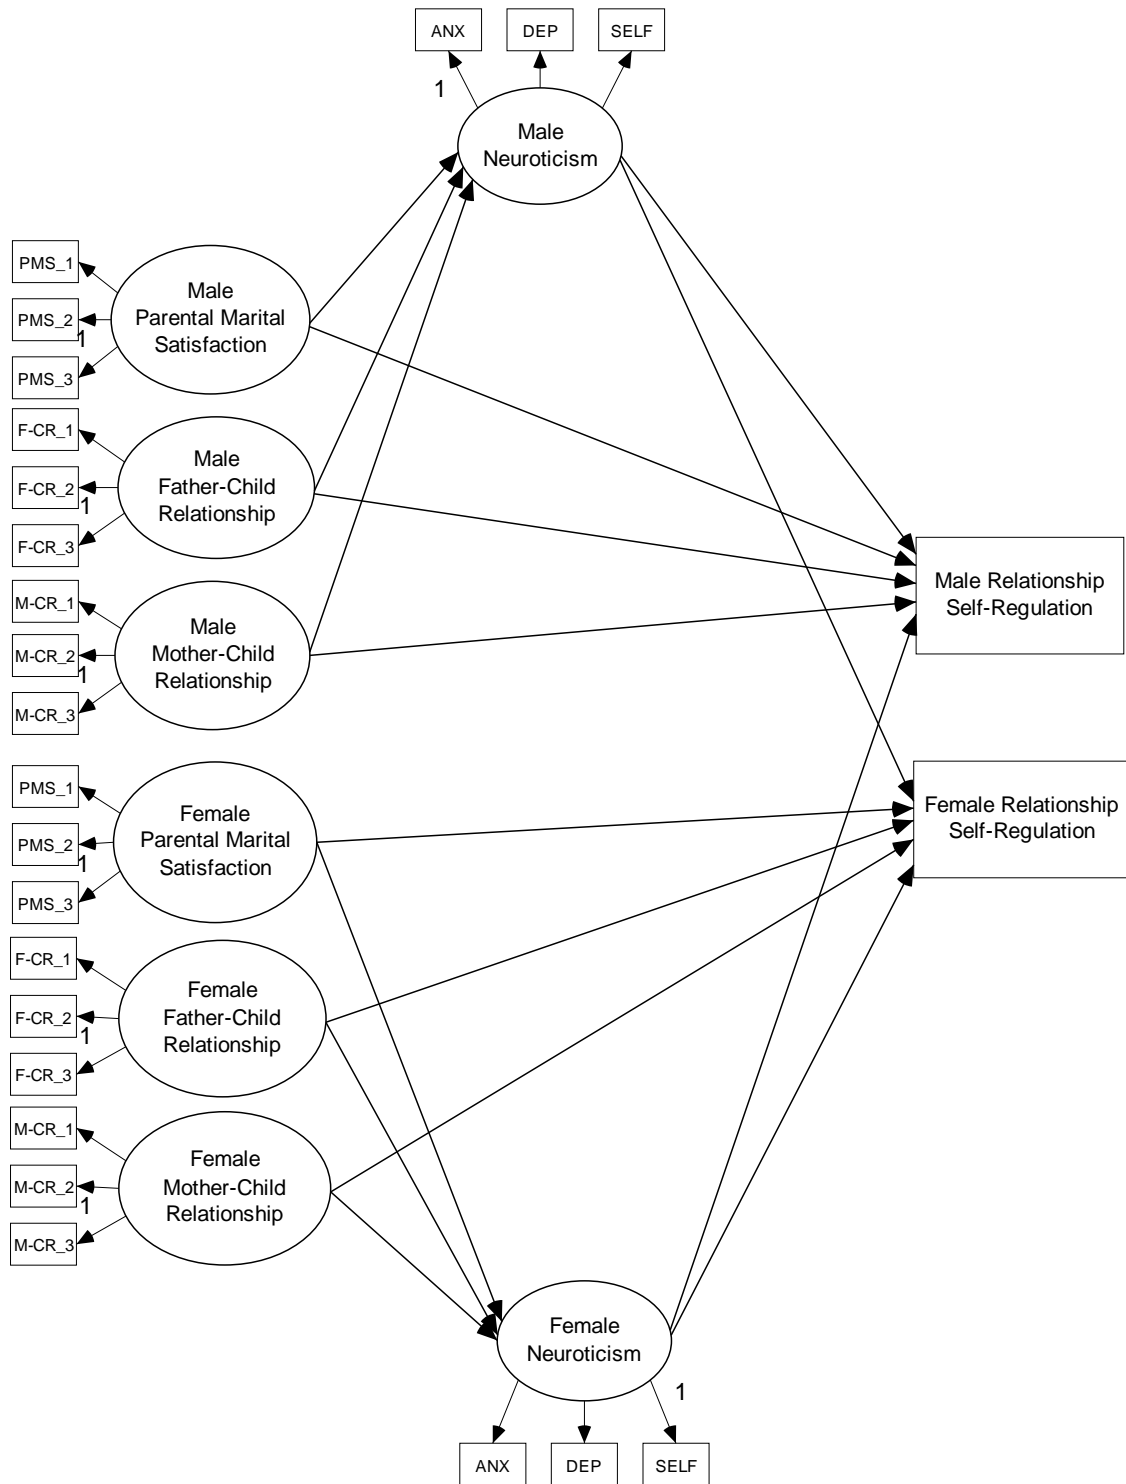 ANX
DEP
SELF
1
Male
Neuroticism
PMS_1
PMS_2
1
PMS_3
Male
Parental Marital
Satisfaction
F-CR_1
F-CR_2
1
F-CR_3
Male
Father-Child
Relationship
M-CR_1
M-CR_2
1
M-CR_3
Male
Mother-Child
Relationship
Male Relationship
Self-Regulation
PMS_1
PMS_2
1
PMS_3
Female
Parental Marital
Satisfaction
Female Relationship
Self-Regulation
F-CR_1
F-CR_2
1
F-CR_3
Female
Father-Child
Relationship
M-CR_1
M-CR_2
1
M-CR_3
Female
Mother-Child
Relationship
Female
Neuroticism
1
ANX
DEP
SELF